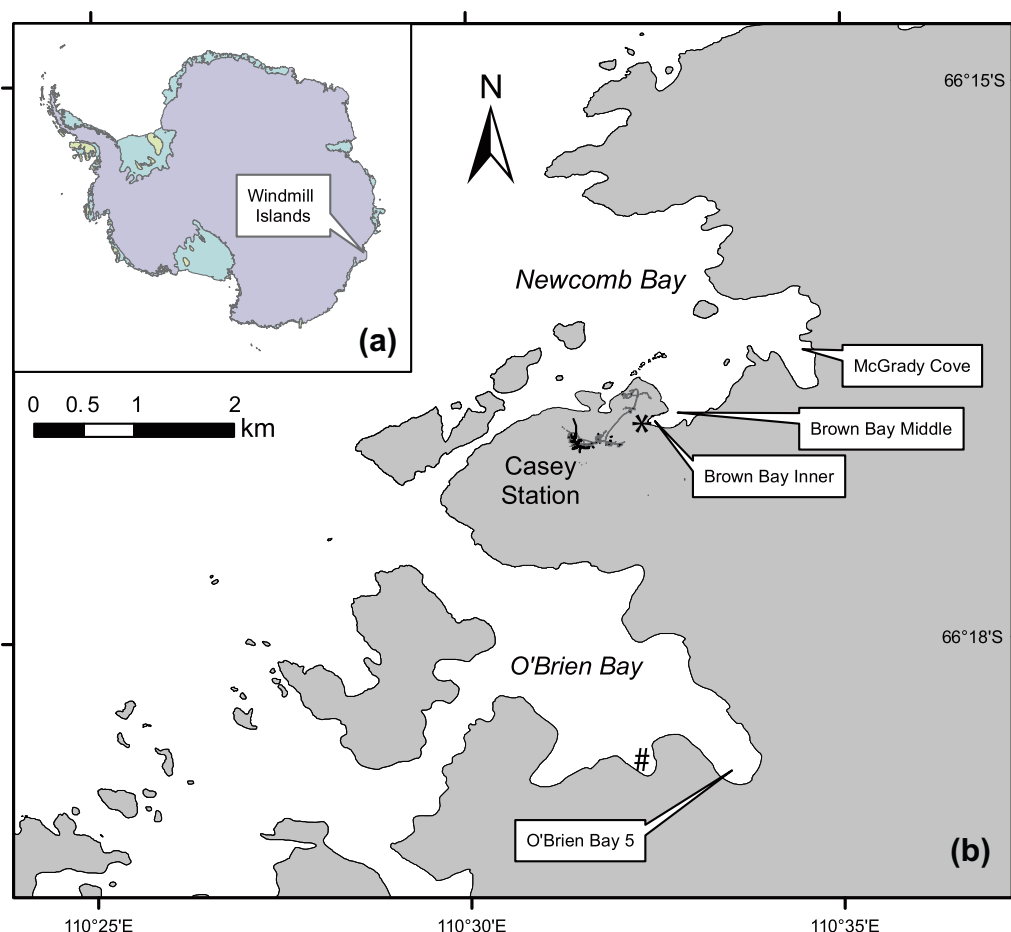 Windmill
Islands
(a)
N
66°15'S
Newcomb Bay
McGrady Cove
0 0.5 1 2
km
Brown Bay Middle
*
Brown Bay Inner
Casey
Station
66°18'S
O'Brien Bay
#
O'Brien Bay 5
(b)
110°25'E 110°30'E 110°35'E